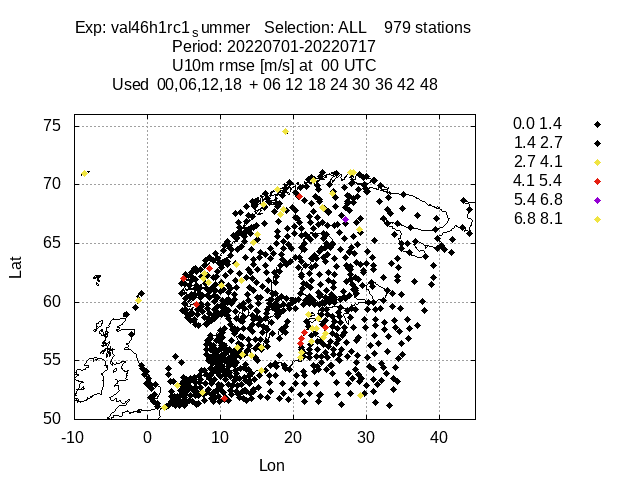 Exp: val46h1rc1summer Selection: ALL 979 stations
Period: 20220701-20220717
U10m rmse [m/s] at 00 UTC
Used 00,06,12,18 + 06 12 18 24 30 36 42 48
0.0 1.4
1.4 2.7
2.7 4.1
4.1 5.4
5.4 6.8
6.8 8.1
75
70
65
60
55
50
Lat
-10 0 10 20 30 40
Lon